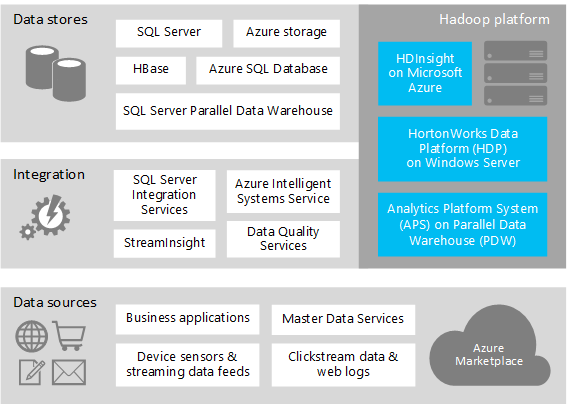 Data stores
SQL Server
Azure storage
HBase
Azure SQL Database
SQL Server Parallel Data Warehouse
Hadoop platform
HDInsight
on Microsoft
Azure
HortonWorks Data
Platform (HDP)
on Windows Server
Analytics Platform System
(APS) on Parallel Data
Warehouse (PDW)
Integration
SQL Server
Integration
Services
Azure Intelligent
Systems Service
StreamInsight
Data Quality
Services
Data sources
Business applications
Master Data Services
Device sensors &
streaming data feeds
Clickstream data &
web logs
Azure
Marketplace